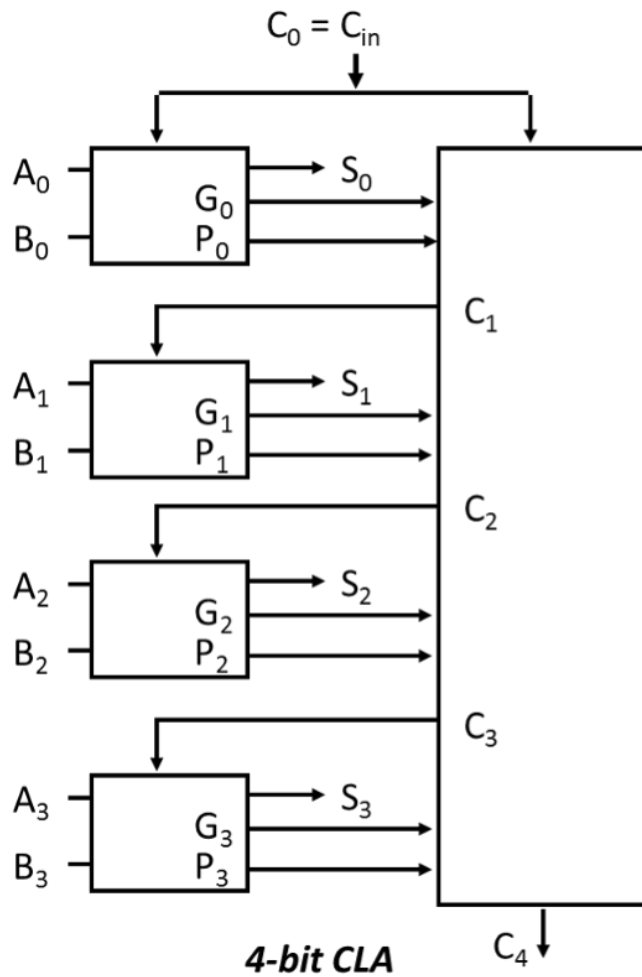 C₀ = Cᵢₙ
A₀ S₀
G₀
B₀ P₀
C₁
A₁ S₁
G₁
B₁ P₁
C₂
A₂ S₂
G₂
B₂ P₂
C₃
A₃ S₃
G₃
B₃ P₃
4-bit CLA C₄